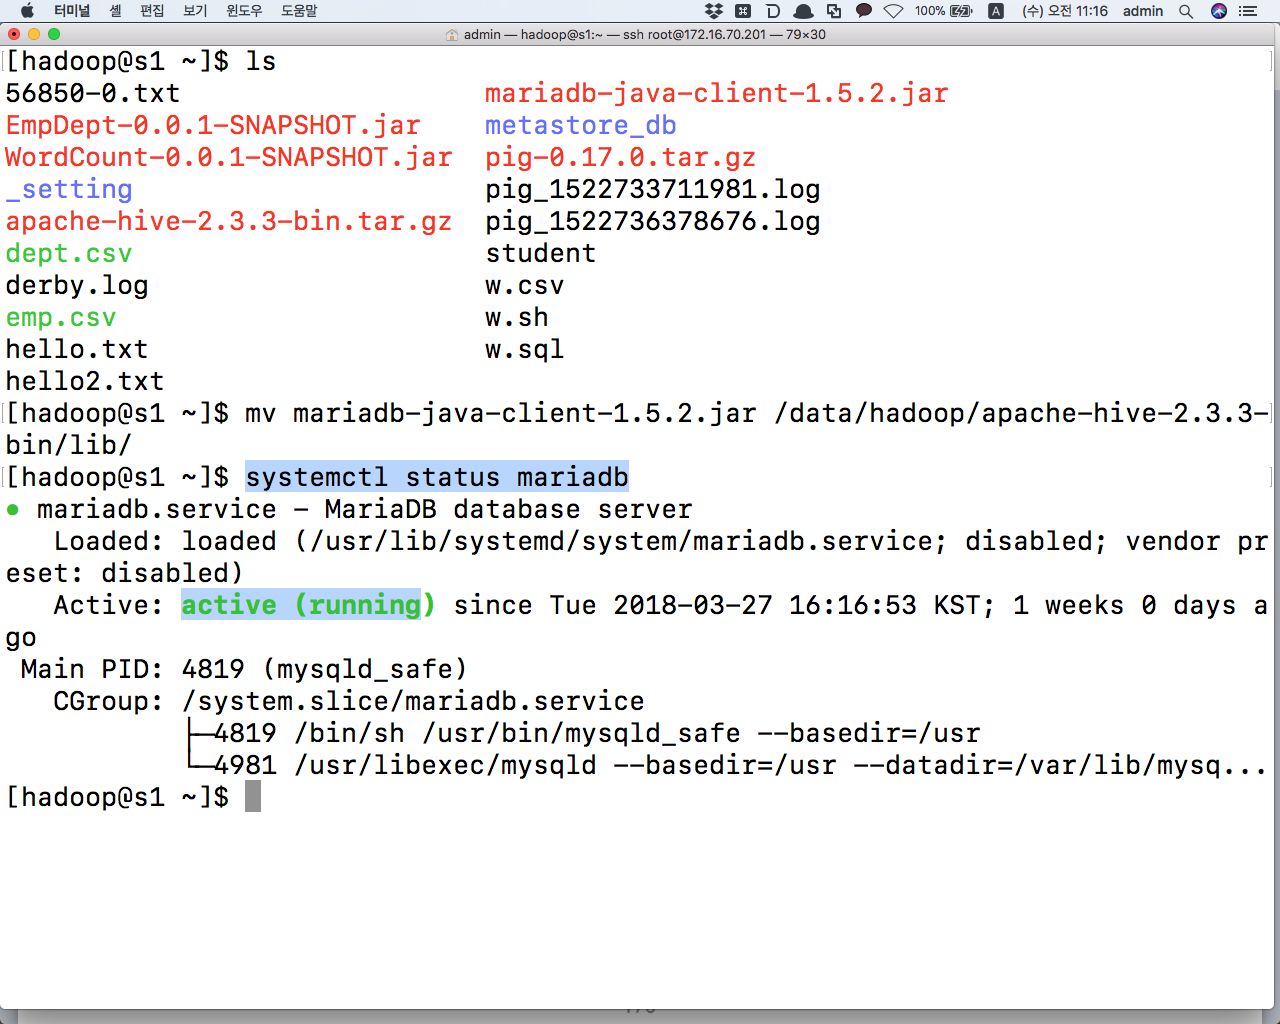 터미널 셸 편집 보기 윈도우 도움말 100% A (수) 오전 11:16 admin
admin — hadoop@s1:~ — ssh root@172.16.70.201 — 79×30
[hadoop@s1 ~]$ ls
56850-0.txt mariadb-java-client-1.5.2.jar
EmpDept-0.0.1-SNAPSHOT.jar metastore_db
WordCount-0.0.1-SNAPSHOT.jar pig-0.17.0.tar.gz
_setting pig_1522733711981.log
apache-hive-2.3.3-bin.tar.gz pig_1522736378676.log
dept.csv student
derby.log w.csv
emp.csv w.sh
hello.txt w.sql
hello2.txt
[hadoop@s1 ~]$ mv mariadb-java-client-1.5.2.jar /data/hadoop/apache-hive-2.3.3-
bin/lib/
[hadoop@s1 ~]$ systemctl status mariadb
● mariadb.service - MariaDB database server
Loaded: loaded (/usr/lib/systemd/system/mariadb.service; disabled; vendor pr
eset: disabled)
Active: active (running) since Tue 2018-03-27 16:16:53 KST; 1 weeks 0 days a
go
Main PID: 4819 (mysqld_safe)
CGroup: /system.slice/mariadb.service
├─4819 /bin/sh /usr/bin/mysqld_safe --basedir=/usr
└─4981 /usr/libexec/mysqld --basedir=/usr --datadir=/var/lib/mysq...
[hadoop@s1 ~]$